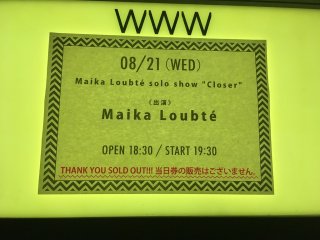 WWW
08/21 (WED)
Maika Loubté solo show "Closer"
《出演》
Maika Loubté
OPEN 18:30 / START 19:30
THANK YOU SOLD OUT!!! 当日券の販売はございません。